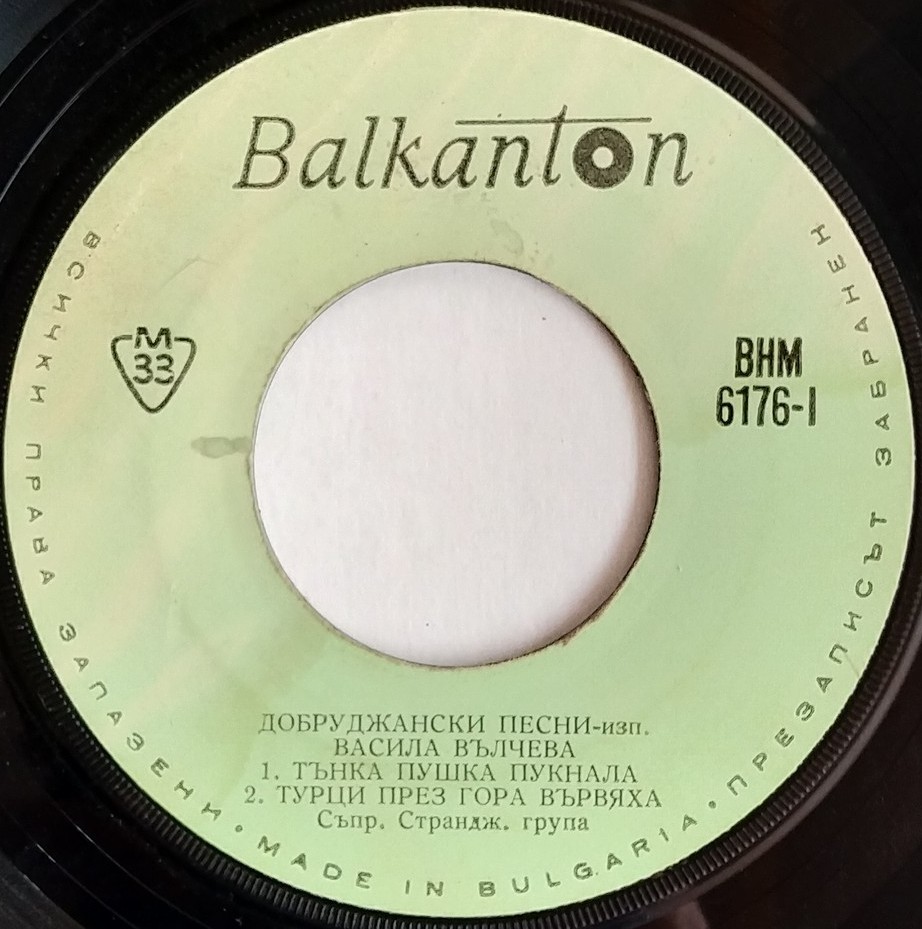 Balkanton
М
33
ВНМ
6176-I
ДОБРУДЖАНСКИ ПЕСНИ-изп.
ВАСИЛА ВЪЛЧЕВА
1. ТЪНКА ПУШКА ПУКНАЛА
2. ТУРЦИ ПРЕЗ ГОРА ВЪРВЯХА
Съпр. Страндж. група
ВСИЧКИ ПРАВА ЗАПАЗЕНИ • MADE IN BULGARIA • ПРЕЗАПИСЪТ ЗАБРАНЕН